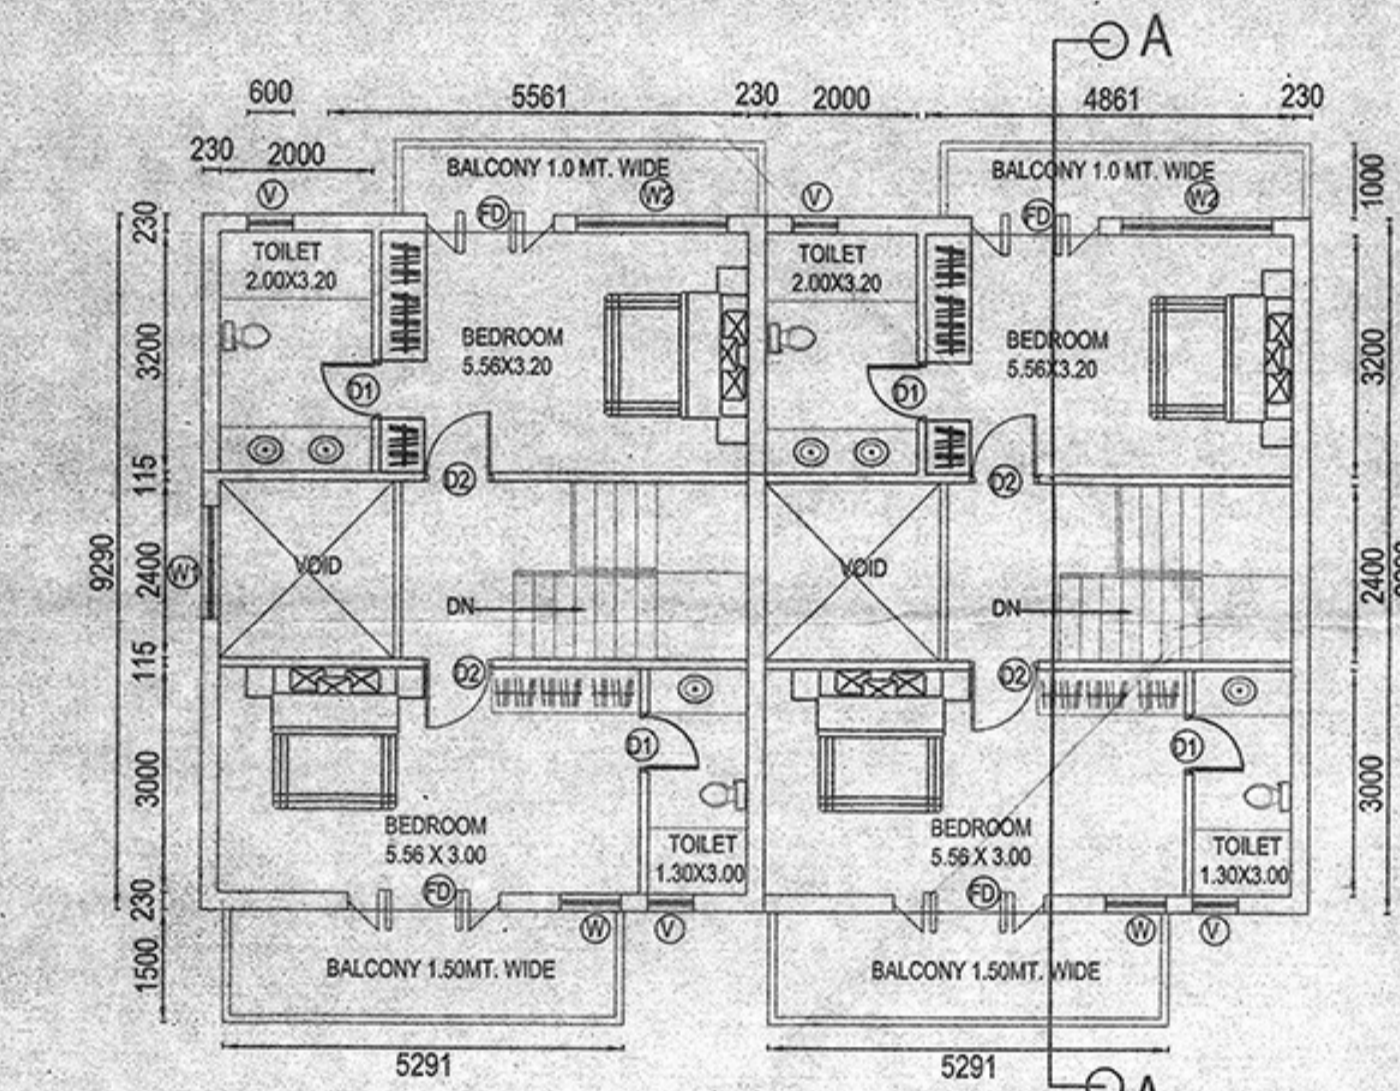 A
600
5561
230
2000
4861
230
230
2000
BALCONY 1.0 MT. WIDE
BALCONY 1.0 MT. WIDE
1000
V
FD
W2
V
FD
W2
230
TOILET
2.00X3.20
TOILET
2.00X3.20
3200
BEDROOM
5.56X3.20
BEDROOM
5.56X3.20
3200
D1
D1
115
D2
D2
9290
2400
W
VOID
VOID
2400
DN
DN
115
D2
D2
D1
D1
3000
3000
BEDROOM
5.56 X 3.00
TOILET
1.30X3.00
BEDROOM
5.56 X 3.00
TOILET
1.30X3.00
230
FD
FD
W
V
W
V
1500
BALCONY 1.50MT. WIDE
BALCONY 1.50MT. WIDE
5291
5291
A